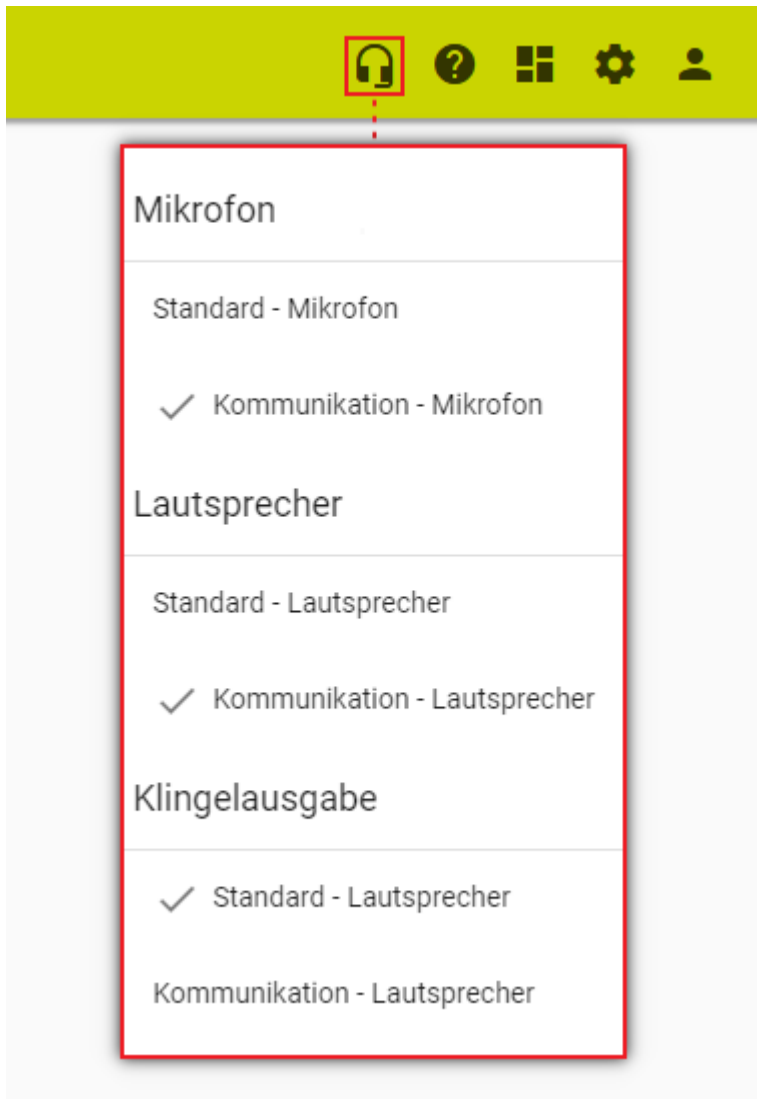 Mikrofon
Standard - Mikrofon
Kommunikation - Mikrofon
Lautsprecher
Standard - Lautsprecher
Kommunikation - Lautsprecher
Klingelausgabe
Standard - Lautsprecher
Kommunikation - Lautsprecher